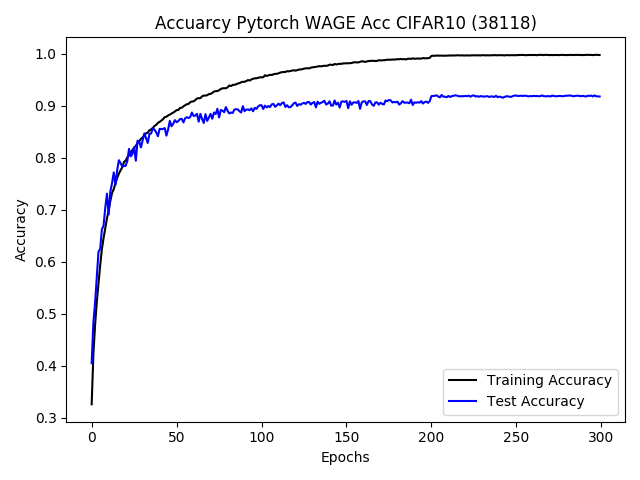 Accuarcy Pytorch WAGE Acc CIFAR10 (38118)
1.0
0.9
0.8
0.7
0.6
0.5
0.4
0.3
Accuracy
0 50 100 150 200 250 300
Epochs
Training Accuracy
Test Accuracy